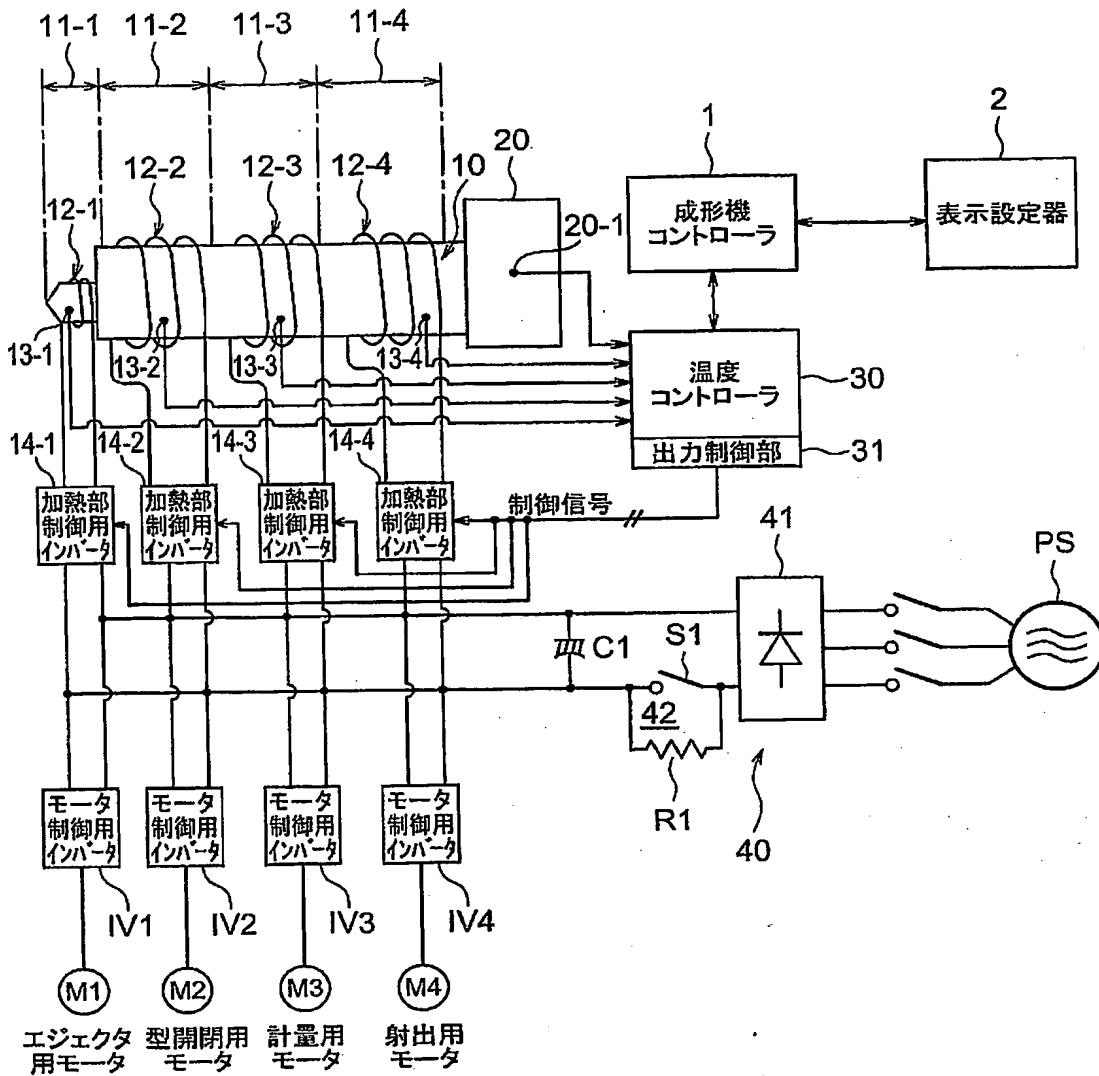 11-1
11-2
11-3
11-4
12-1
12-2
12-3
12-4
10
20
20-1
1
2
成形機
コントローラ
表示設定器
13-1
13-2
13-3
13-4
温度
コントローラ
30
出力制御部
31
14-1
14-2
14-3
14-4
加熱部
制御用
インバータ
加熱部
制御用
インバータ
加熱部
制御用
インバータ
加熱部
制御用
インバータ
制御信号
41
PS
C1
S1
42
R1
40
モータ
制御用
インバータ
モータ
制御用
インバータ
モータ
制御用
インバータ
モータ
制御用
インバータ
IV1
IV2
IV3
IV4
M1
M2
M3
M4
エジェクタ
用モータ
型開閉用
モータ
計量用
モータ
射出用
モータ